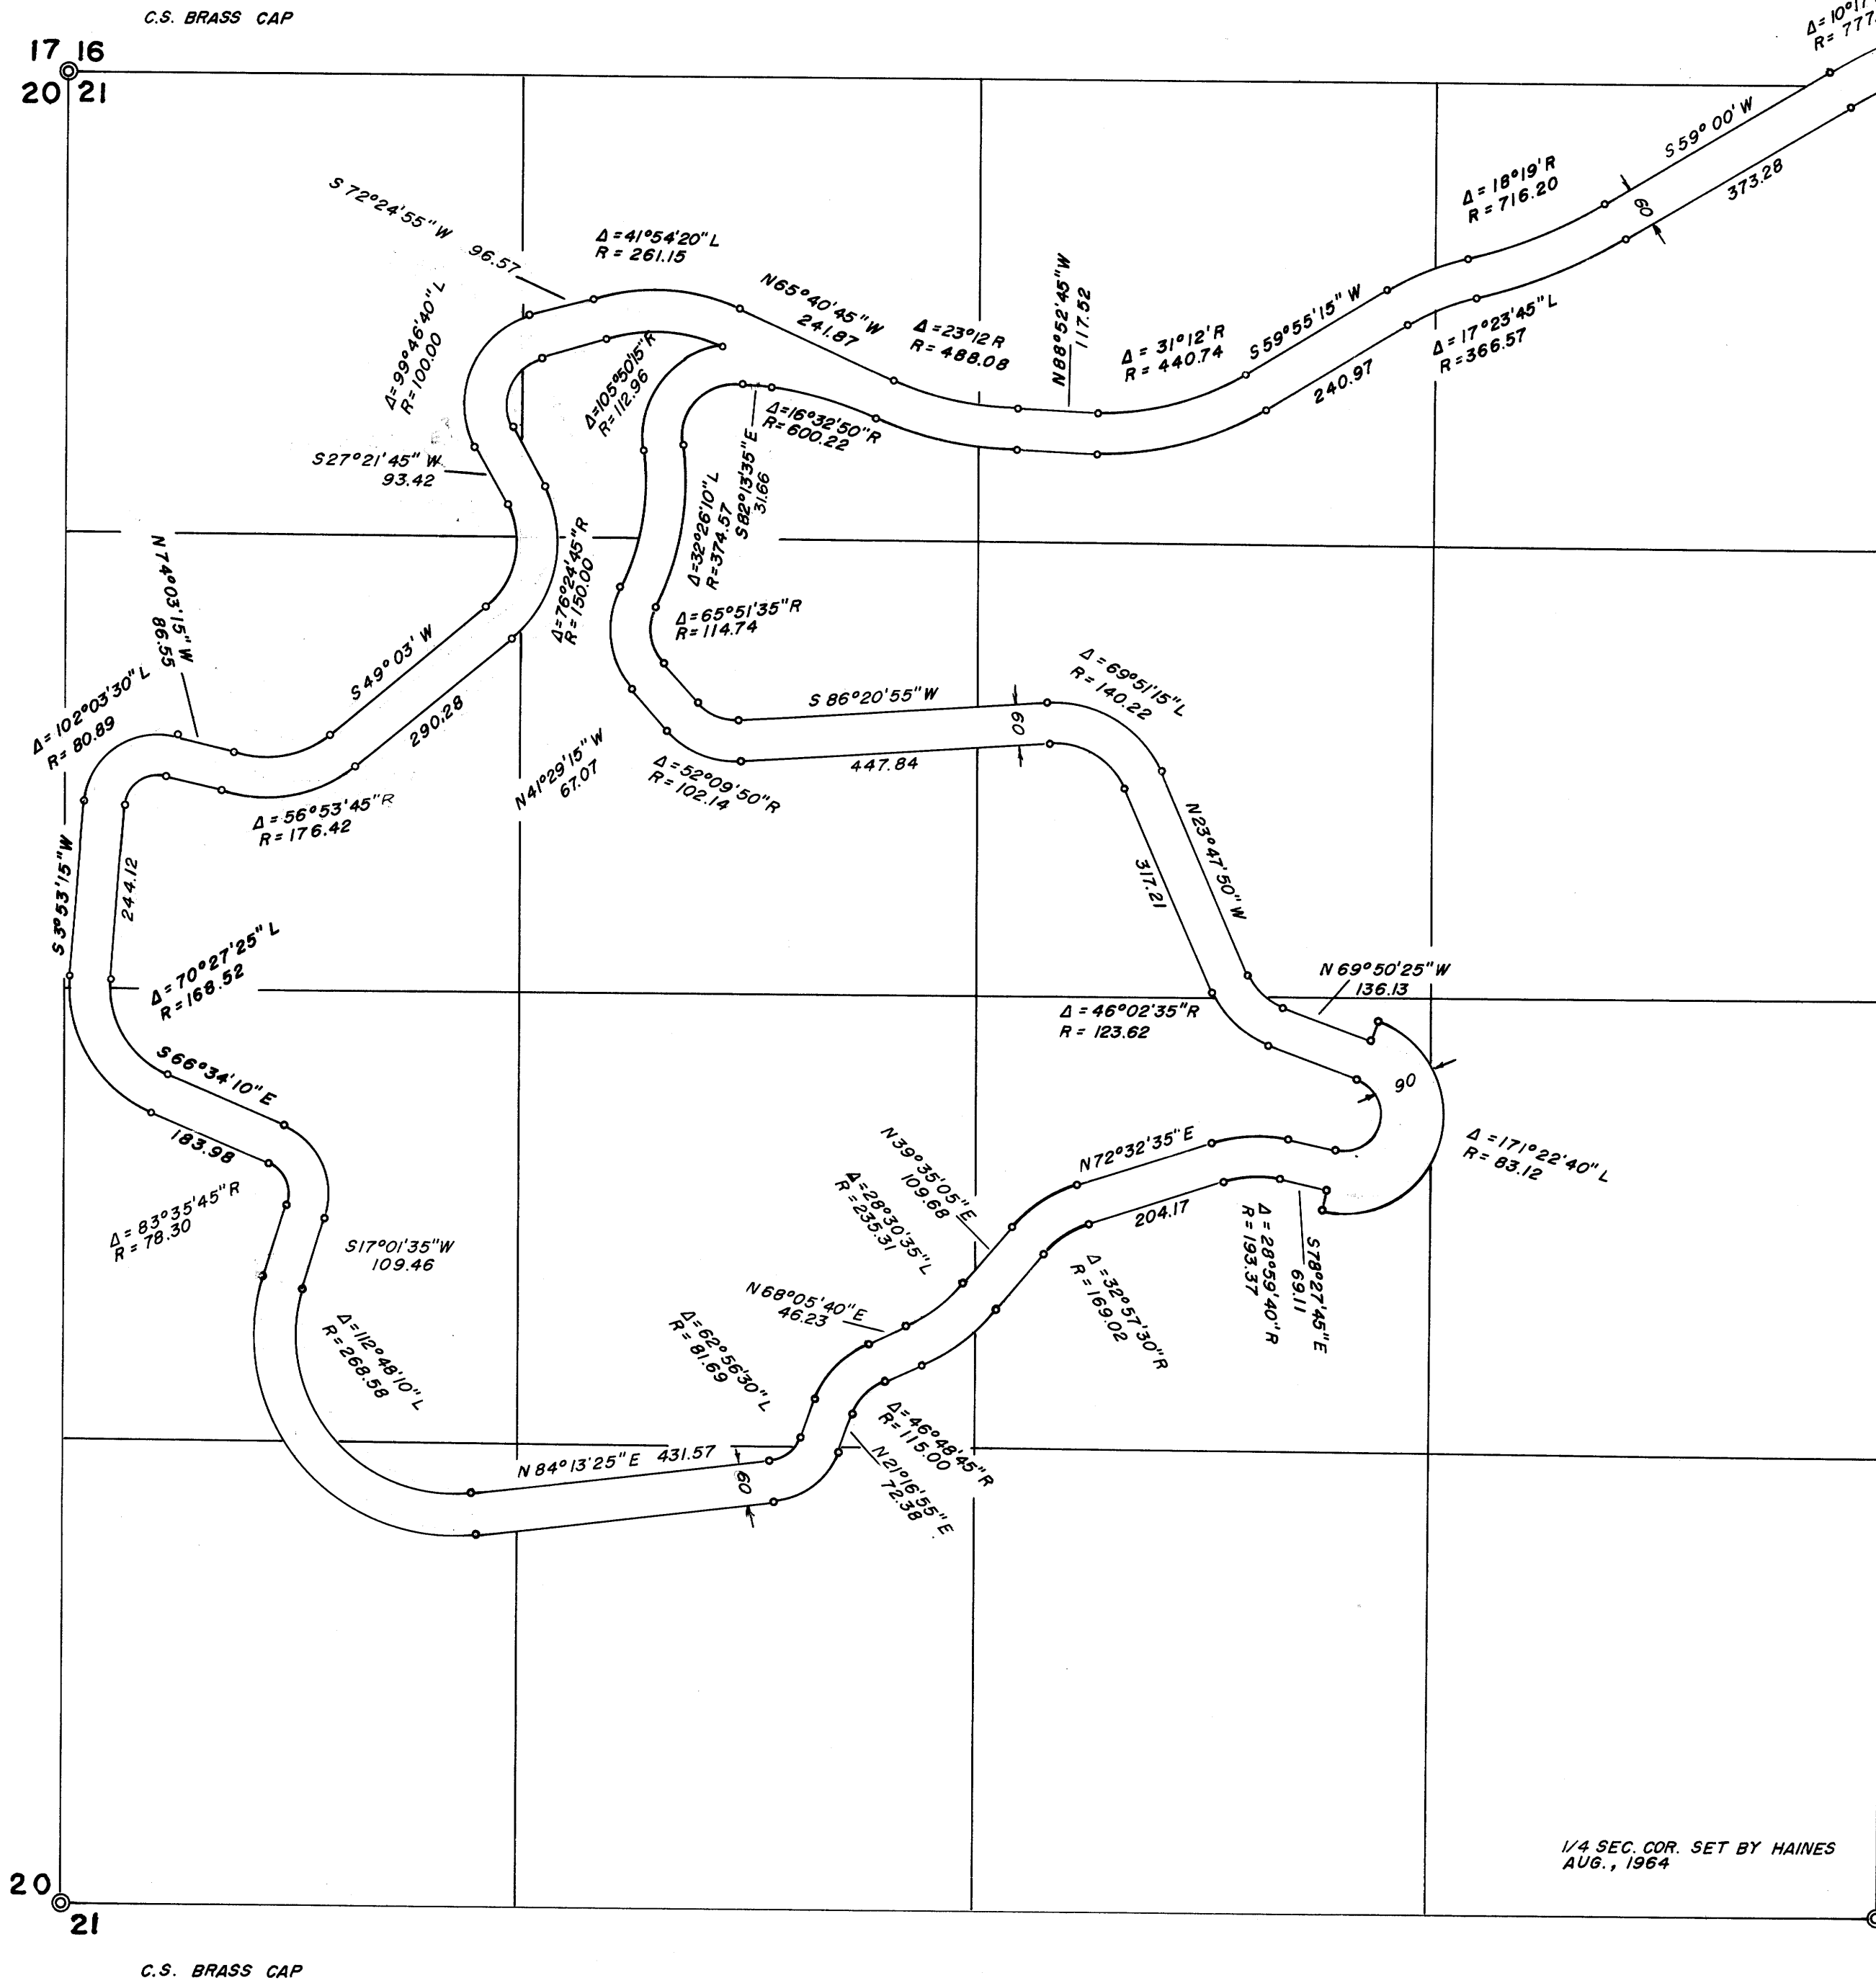 C.S. BRASS CAP
17 16
20 21
Δ= 10°17'
R= 777.
S 59° 00' W
373.28
60
Δ= 18°19' R
R= 716.20
Δ= 17°23'45" L
R=366.57
S 59°55'15" W
240.97
Δ= 31°12' R
R= 440.74
N88°52'45"W
117.52
Δ=23°12 R
R= 488.08
N65°40'45"W
241.87
Δ=41°54'20" L
R= 261.15
S 72°24'55" W
96.57
Δ=99°46'40" L
R=100.00
Δ=105°50'15"R
R=112.96
Δ=16°32'50"R
R=600.22
S82°13'35"E
31.66
S27°21'45" W
93.42
Δ=32°26'10"L
R=374.57
Δ=76°24'45"R
R=150.00
Δ=65°51'35"R
R=114.74
N 74°03'15" W
86.55
S 49° 03' W
290.28
Δ= 102°03'30" L
R= 80.89
Δ= 56°53'45"R
R= 176.42
N41°29'15" W
67.07
Δ=52°09'50"R
R=102.14
S 86°20'55"W
447.84
60
Δ= 69°51'15"L
R= 140.22
N23°47'50" W
317.21
S 3°53'15"W
244.12
Δ= 70°27'25" L
R=168.52
N 69°50'25"W
136.13
Δ= 46°02'35"R
R= 123.62
90
S 66°34'10" E
183.98
Δ= 171°22'40" L
R= 83.12
N72°32'35" E
204.17
N39°35'05"E
109.68
Δ=28°30'35"L
R=235.31
Δ= 83°35'45"R
R= 78.30
S17°01'35"W
109.46
Δ= 28°59'40"R
R= 193.37
S78°27'45"E
69.11
Δ=32°57'30"R
R=169.02
N68°05'40"E
46.23
Δ=62°56'30" L
R=81.69
Δ=112°48'10" L
R=268.58
Δ=46°48'45"R
R=115.00
N21°16'55"E
72.38
N 84°13'25" E 431.57
60
1/4 SEC. COR. SET BY HAINES
AUG., 1964
20
21
C.S. BRASS CAP